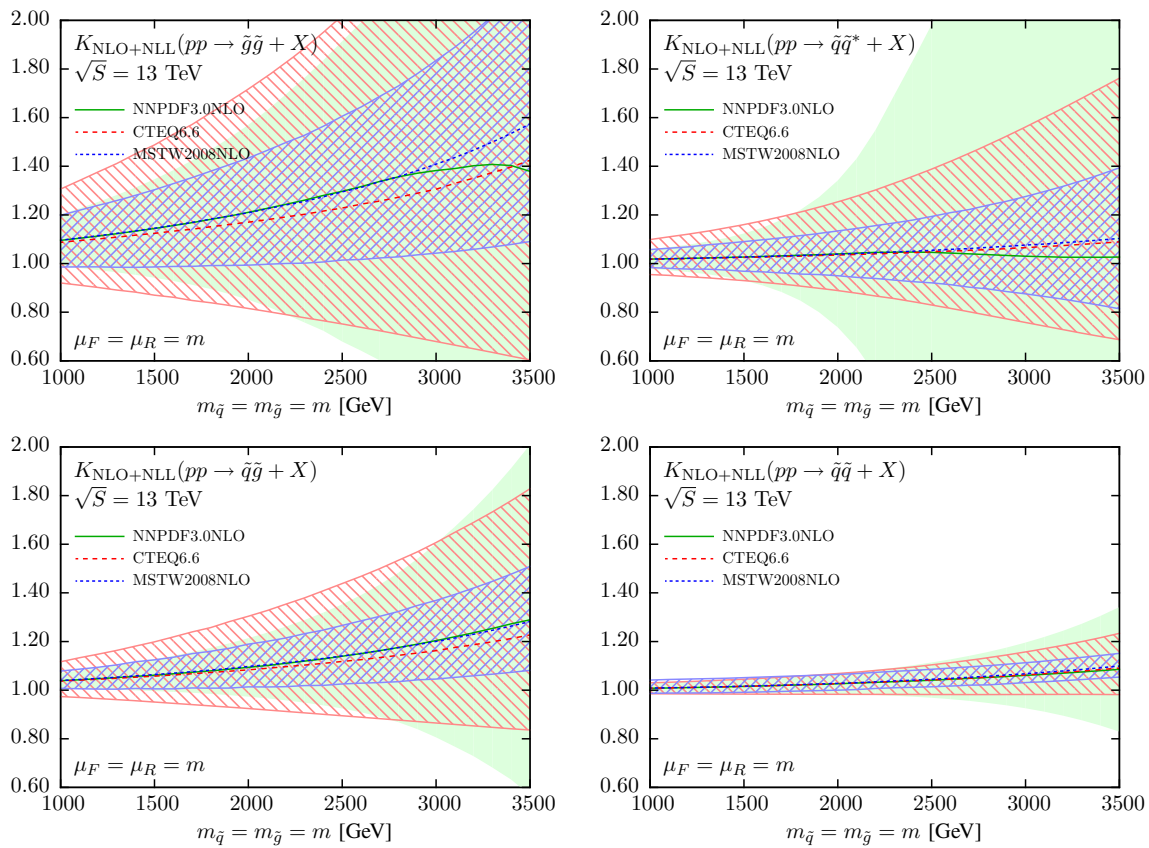 K_NLO+NLL(pp → g̃g̃ + X)
√S = 13 TeV
NNPDF3.0NLO
CTEQ6.6
MSTW2008NLO
μ_F = μ_R = m
2.00
1.80
1.60
1.40
1.20
1.00
0.80
0.60
1000 1500 2000 2500 3000 3500
m_q̃ = m_g̃ = m [GeV]
K_NLO+NLL(pp → q̃q̃* + X)
√S = 13 TeV
NNPDF3.0NLO
CTEQ6.6
MSTW2008NLO
μ_F = μ_R = m
2.00
1.80
1.60
1.40
1.20
1.00
0.80
0.60
1000 1500 2000 2500 3000 3500
m_q̃ = m_g̃ = m [GeV]
K_NLO+NLL(pp → q̃g̃ + X)
√S = 13 TeV
NNPDF3.0NLO
CTEQ6.6
MSTW2008NLO
μ_F = μ_R = m
2.00
1.80
1.60
1.40
1.20
1.00
0.80
0.60
1000 1500 2000 2500 3000 3500
m_q̃ = m_g̃ = m [GeV]
K_NLO+NLL(pp → q̃q̃ + X)
√S = 13 TeV
NNPDF3.0NLO
CTEQ6.6
MSTW2008NLO
μ_F = μ_R = m
2.00
1.80
1.60
1.40
1.20
1.00
0.80
0.60
1000 1500 2000 2500 3000 3500
m_q̃ = m_g̃ = m [GeV]